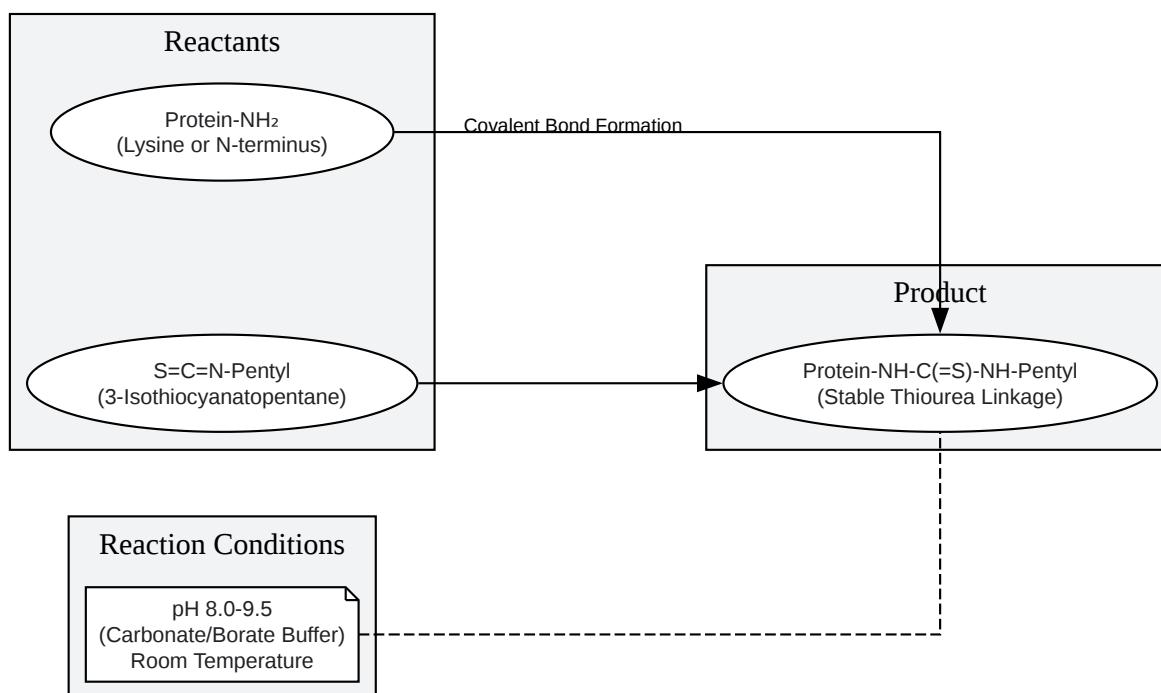 Reactants
Protein-NH₂
(Lysine or N-terminus)
Covalent Bond Formation
S=C=N-Pentyl
(3-Isothiocyanatopentane)
Product
Protein-NH-C(=S)-NH-Pentyl
(Stable Thiourea Linkage)
Reaction Conditions
pH 8.0-9.5
(Carbonate/Borate Buffer)
Room Temperature